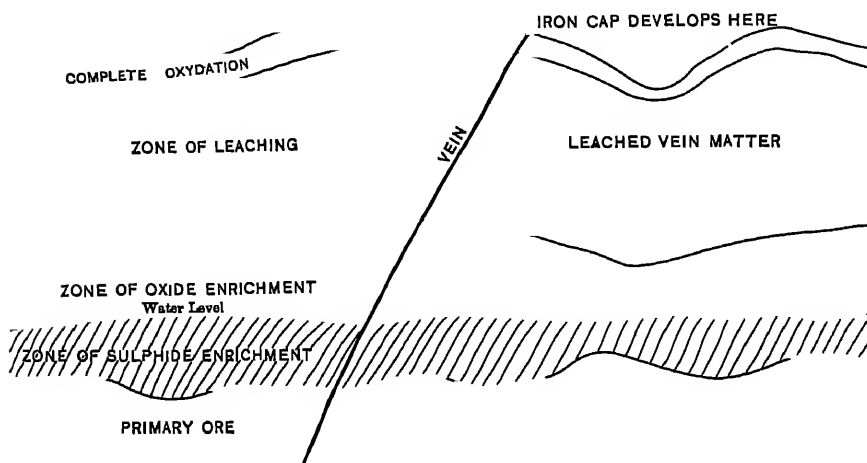 IRON CAP DEVELOPS HERE
COMPLETE OXYDATION
ZONE OF LEACHING
VEIN
LEACHED VEIN MATTER
ZONE OF OXIDE ENRICHMENT
Water Level
ZONE OF SULPHIDE ENRICHMENT
PRIMARY ORE